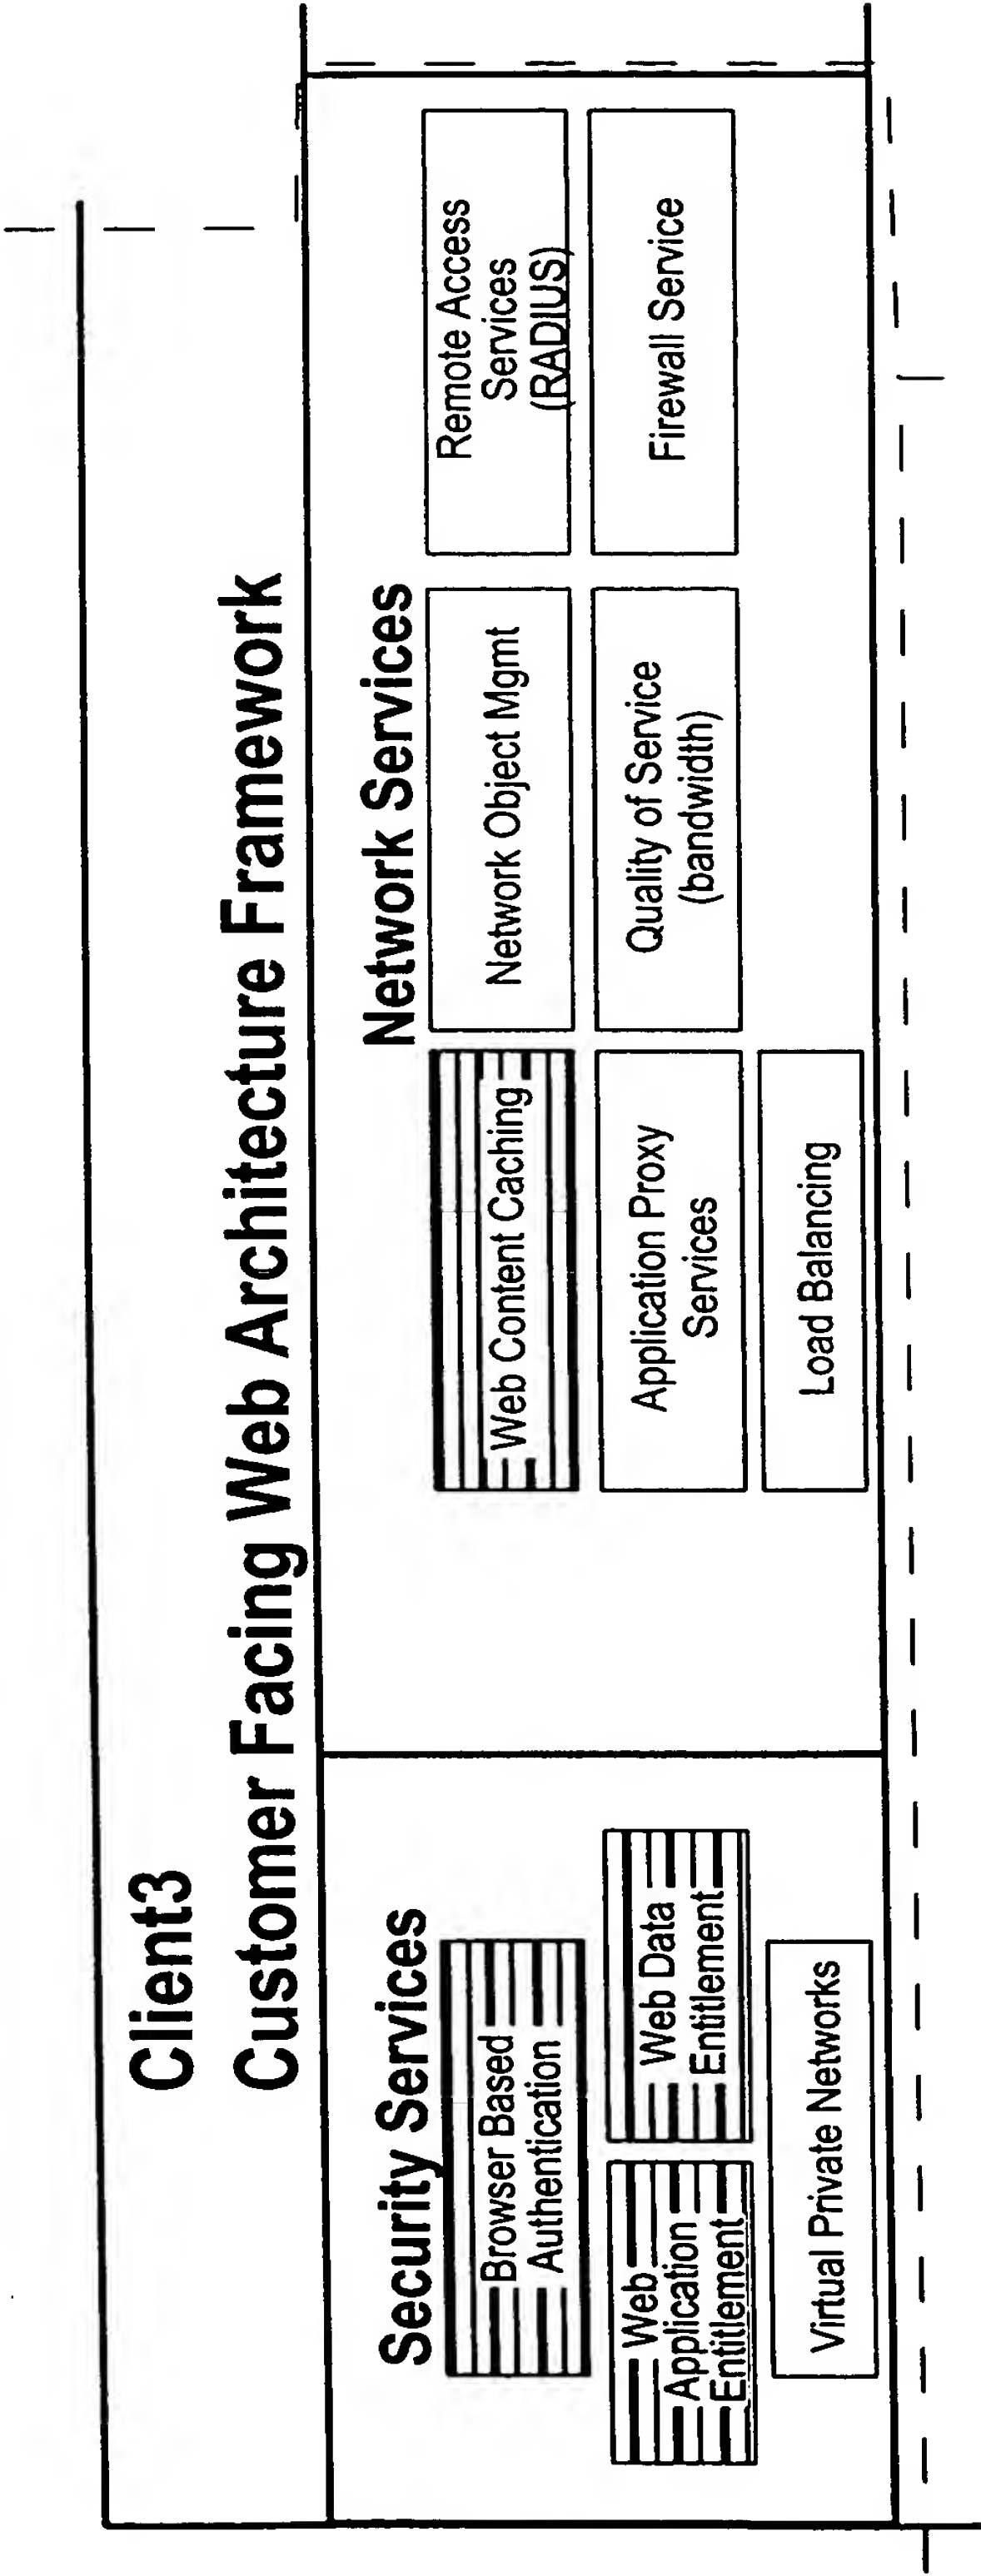 Client3
Customer Facing Web Architecture Framework
Security Services
Browser Based
Authentication
Web
Application
Entitlement
Web Data
Entitlement
Virtual Private Networks
Network Services
Web Content Caching
Network Object Mgmt
Remote Access
Services
(RADIUS)
Application Proxy
Services
Quality of Service
(bandwidth)
Firewall Service
Load Balancing